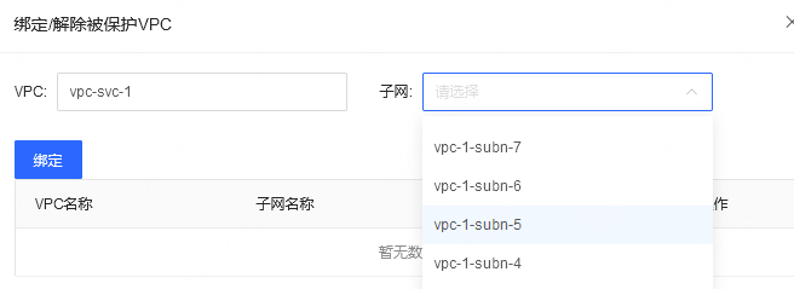 绑定/解除被保护VPC
VPC: vpc-svc-1 子网: 请选择
vpc-1-subn-7
绑定
vpc-1-subn-6
VPC名称 子网名称 vpc-1-subn-5 作
暂无数 vpc-1-subn-4